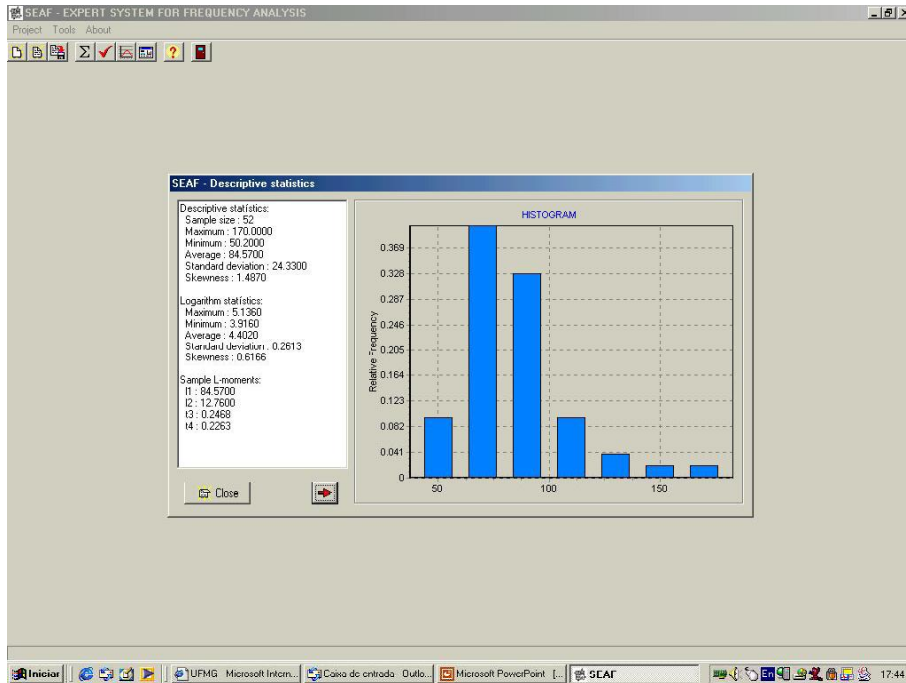 SEAF - EXPERT SYSTEM FOR FREQUENCY ANALYSIS
Project Tools About
SEAF - Descriptive statistics
Descriptive statístics:
Sample size : 52
Maximum : 170.0000
Minimum : 50.2000
Average : 84.5700
Standard deviation : 24.3300
Skewness : 1.4870
Logarithm statístics:
Maximum : 5.1360
Minimum : 3.9160
Average : 4.4020
Standard deviation : 0.2613
Skewness : 0.6166
Sample L-moments:
l1 : 84.5700
l2 : 12.7600
t3 : 0.2468
t4 : 0.2263
Close
HISTOGRAM
Relative Frequency
0.369
0.328
0.287
0.246
0.205
0.164
0.123
0.082
0.041
0
50 100 150
Iniciar
UFMG Microsoft Intern...
Caixa de entrada Outlo...
Microsoft PowerPoint [...
SEAF
En
17:44